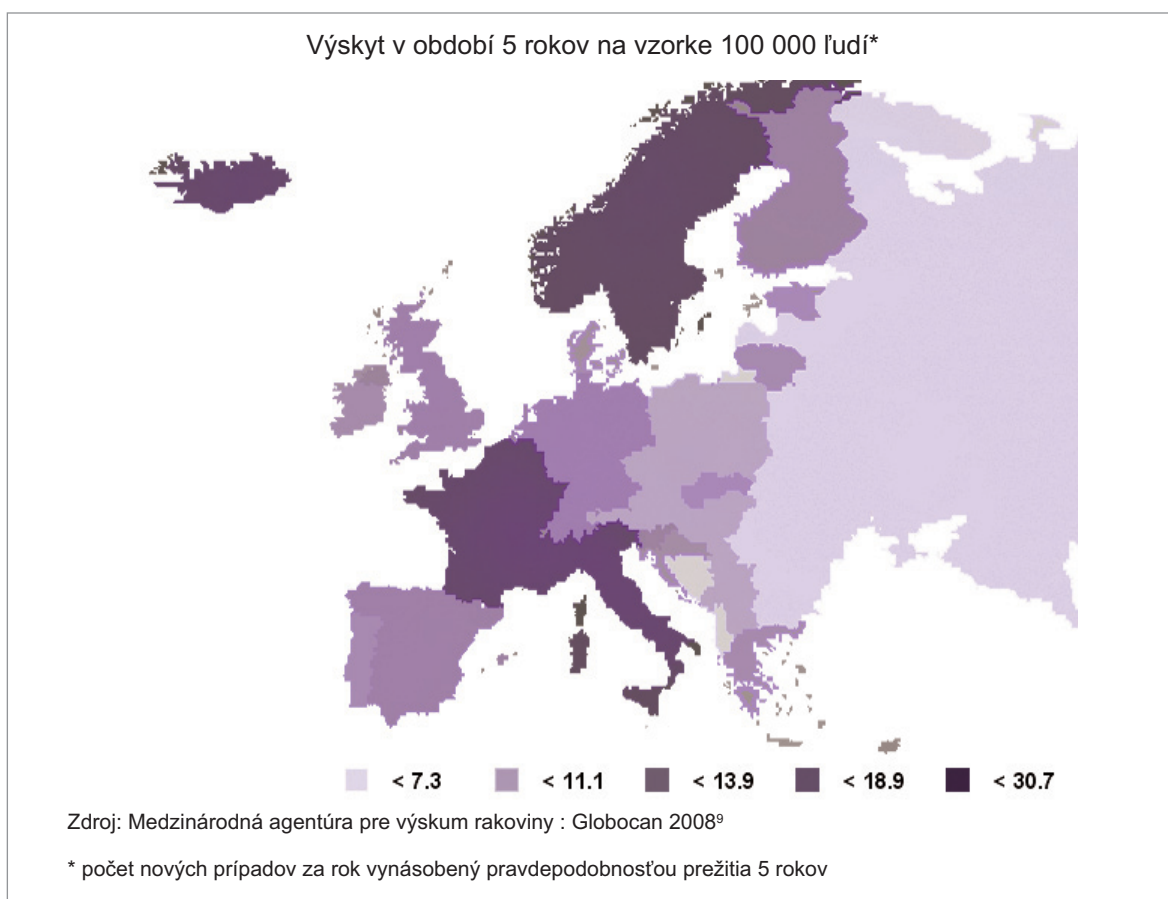 Výskyt v období 5 rokov na vzorke 100 000 ľudí*
< 7.3 < 11.1 < 13.9 < 18.9 < 30.7
Zdroj: Medzinárodná agentúra pre výskum rakoviny : Globocan 2008⁹
* počet nových prípadov za rok vynásobený pravdepodobnosťou prežitia 5 rokov